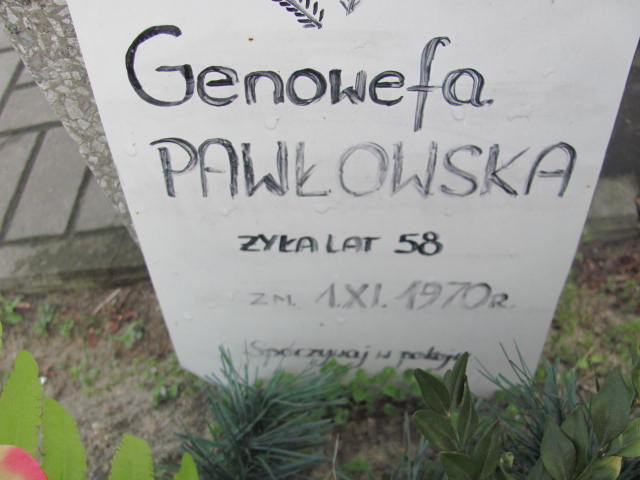 Genowefa
PAWŁOWSKA
ŻYŁA LAT 58
ZM. 1.XI.1970R.
Spoczywaj w pokoju